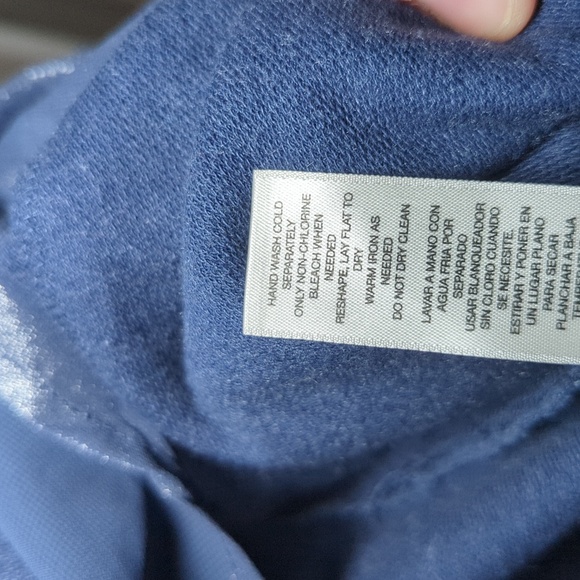 HAND WASH COLD
SEPARATELY
ONLY NON-CHLORINE
BLEACH WHEN
NEEDED
RESHAPE, LAY FLAT TO
DRY
WARM IRON AS
NEEDED
DO NOT DRY CLEAN
LAVAR A MANO CON
AGUA FRIA POR
SEPARADO
USAR BLANQUEADOR
SIN CLORO CUANDO
SE NECESITE.
ESTIRAR Y PONER EN
UN LUGAR PLANO
PARA SECAR
PLANCHAR A BAJA